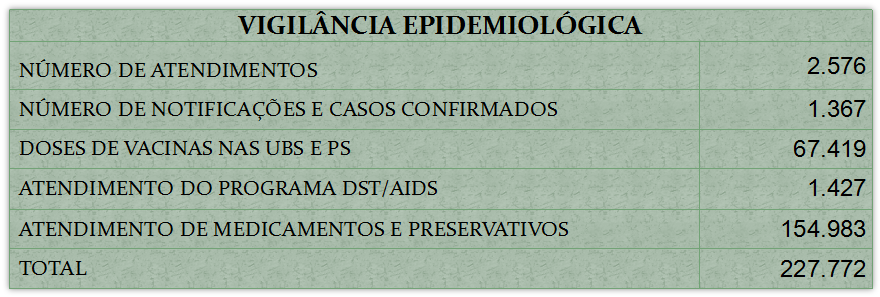 VIGILÂNCIA EPIDEMIOLÓGICA
NÚMERO DE ATENDIMENTOS 2.576
NÚMERO DE NOTIFICAÇÕES E CASOS CONFIRMADOS 1.367
DOSES DE VACINAS NAS UBS E PS 67.419
ATENDIMENTO DO PROGRAMA DST/AIDS 1.427
ATENDIMENTO DE MEDICAMENTOS E PRESERVATIVOS 154.983
TOTAL 227.772